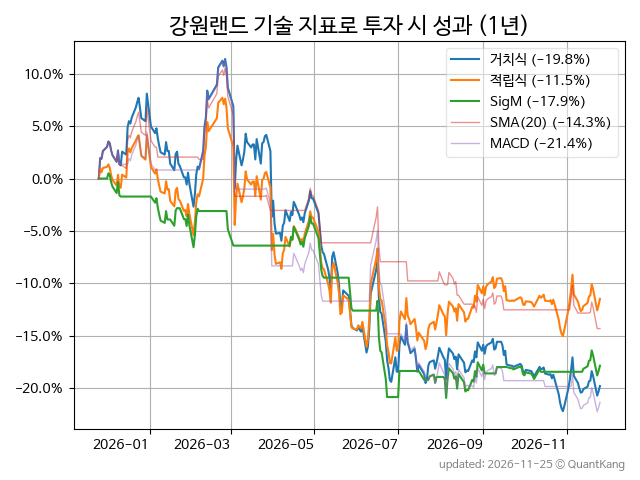 강원랜드 기술 지표로 투자 시 성과 (1년)
거치식 (−19.8%)
적립식 (−11.5%)
SigM (−17.9%)
SMA(20) (−14.3%)
MACD (−21.4%)
10.0%
5.0%
0.0%
−5.0%
−10.0%
−15.0%
−20.0%
2026−01 2026−03 2026−05 2026−07 2026−09 2026−11
updated: 2026−11−25 © QuantKang